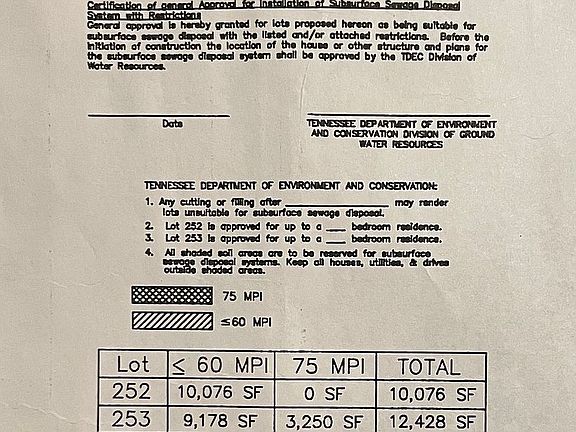 Certification of general Approval for Installation of Subsurface Sewage Disposal
System with Restrictions
General approval is hereby granted for lots proposed hereon as being suitable for
subsurface sewage disposal with the listed and/or attached restrictions. Before the
initiation of construction the location of the house or other structure and plans for
the subsurface sewage disposal system shall be approved by the TDEC Division of
Water Resources.
Date
TENNESSEE DEPARTMENT OF ENVIRONMENT
AND CONSERVATION DIVISION OF GROUND
WATER RESOURCES
TENNESSEE DEPARTMENT OF ENVIRONMENT AND CONSERVATION:
1. Any cutting or filling after ____ may render
lots unsuitable for subsurface sewage disposal.
2. Lot 252 is approved for up to a ___ bedroom residence.
3. Lot 253 is approved for up to a ___ bedroom residence.
4. All shaded soil areas are to be reserved for subsurface
sewage disposal systems. Keep all houses, utilities, & drives
outside shaded areas.
75 MPI
≤60 MPI
Lot ≤ 60 MPI 75 MPI TOTAL
252 10,076 SF 0 SF 10,076 SF
253 9,178 SF 3,250 SF 12,428 SF